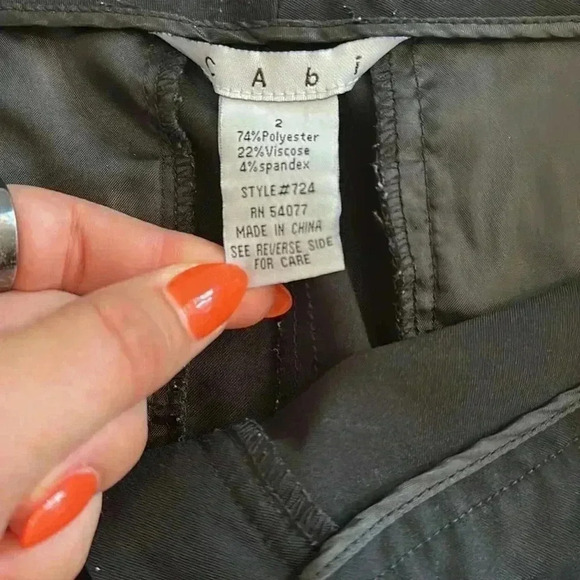 CAbi
2
74%Polyester
22%Viscose
4%spandex
STYLE#724
RN 54077
MADE IN CHINA
SEE REVERSE SIDE
FOR CARE